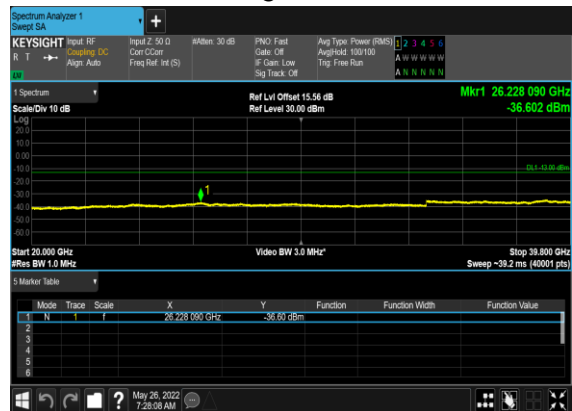 Spectrum Analyzer 1
Swept SA
+
KEYSIGHT Input: RF Input Z: 50 Ω #Atten: 30 dB PNO: Fast Avg Type: Power (RMS) 1 2 3 4 5 6
R T Coupling: DC Corr CCorr Gate: Off Avg|Hold: 100/100 A W W W W W
Align: Auto Freq Ref: Int (S) IF Gain: Low Trig: Free Run
Sig Track: Off A N N N N N
1 Spectrum Ref Lvl Offset 15.56 dB Mkr1 26.228 090 GHz
Scale/Div 10 dB Ref Level 30.00 dBm -36.602 dBm
Log
20.0
10.0
0.00
-10.0 DL1 -13.00 dBm
-20.0
-30.0 1
-40.0
-50.0
-60.0
Start 20.000 GHz Video BW 3.0 MHz* Stop 39.800 GHz
#Res BW 1.0 MHz Sweep ~39.2 ms (40001 pts)
5 Marker Table
Mode Trace Scale X Y Function Function Width Function Value
1 N 1 f 26.228 090 GHz -36.60 dBm
2
3
4
5
6
? May 26, 2022
7:28:08 AM